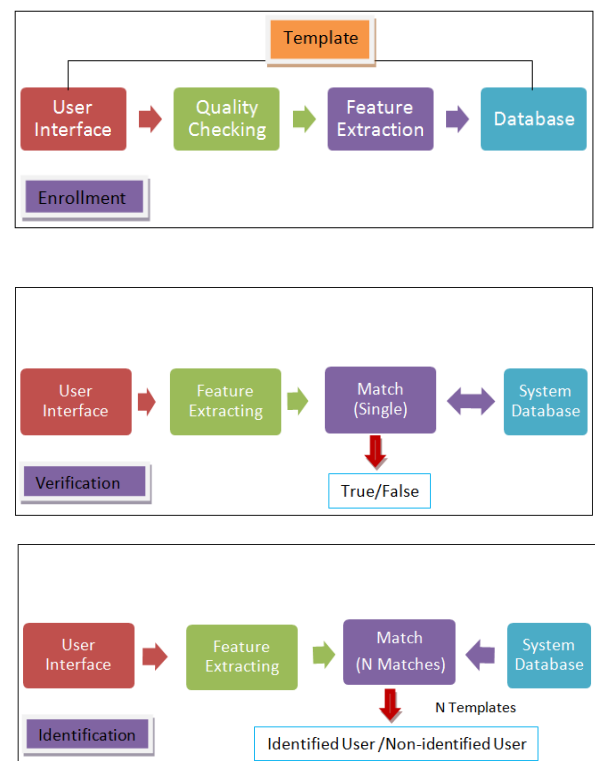 Template
User
Interface
Quality
Checking
Feature
Extraction
Database
Enrollment
User
Interface
Feature
Extracting
Match
(Single)
System
Database
True/False
Verification
User
Interface
Feature
Extracting
Match
(N Matches)
System
Database
N Templates
Identified User /Non-identified User
Identification